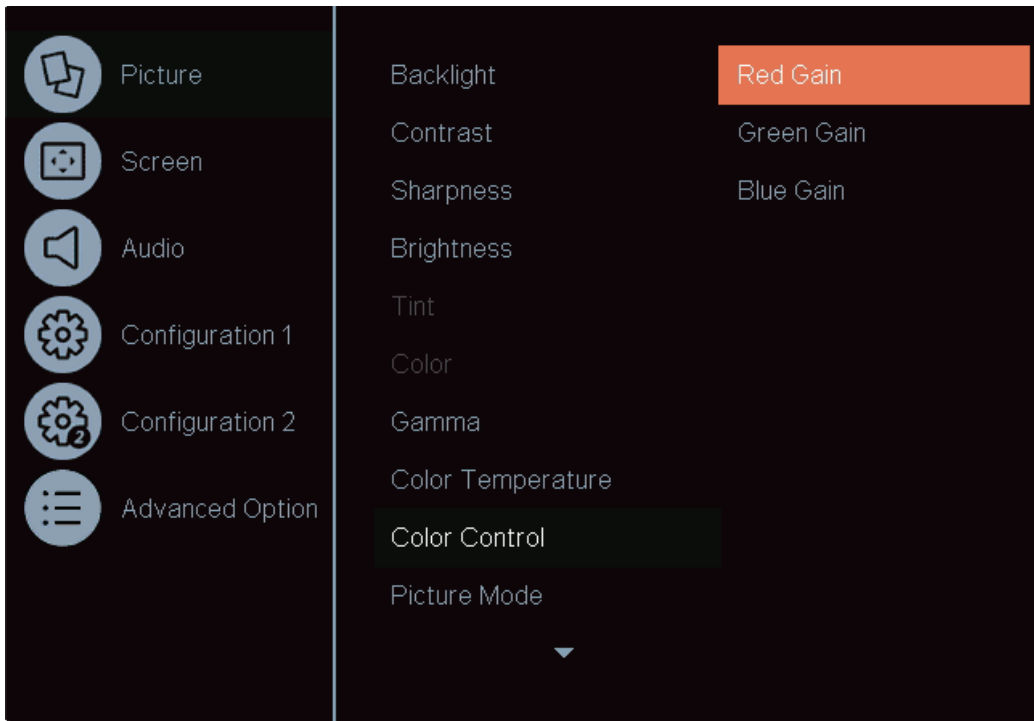 Picture
Screen
Audio
Configuration 1
Configuration 2
2
Advanced Option
Backlight
Contrast
Sharpness
Brightness
Tint
Color
Gamma
Color Temperature
Color Control
Picture Mode
Red Gain
Green Gain
Blue Gain